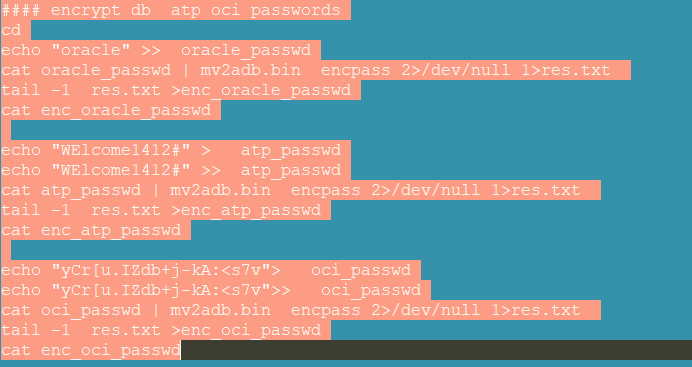 #### encrypt db  atp oci passwords
cd
echo "oracle" >>  oracle_passwd
cat oracle_passwd | mv2adb.bin  encpass 2>/dev/null 1>res.txt
tail -1  res.txt >enc_oracle_passwd
cat enc_oracle_passwd
echo "WElcome1412#" >   atp_passwd
echo "WElcome1412#" >>  atp_passwd
cat atp_passwd | mv2adb.bin  encpass 2>/dev/null 1>res.txt
tail -1  res.txt >enc_atp_passwd
cat enc_atp_passwd
echo "yCr[u.IZdb+j-kA:<s7v">   oci_passwd
echo "yCr[u.IZdb+j-kA:<s7v">>   oci_passwd
cat oci_passwd | mv2adb.bin  encpass 2>/dev/null 1>res.txt
tail -1  res.txt >enc_oci_passwd
cat enc_oci_passwd